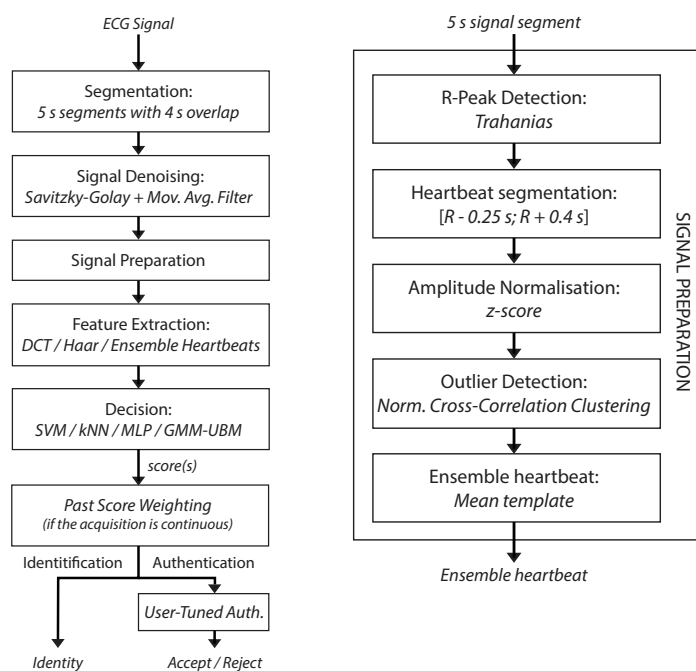 ECG Signal
Segmentation:
5 s segments with 4 s overlap
Signal Denoising:
Savitzky-Golay + Mov. Avg. Filter
Signal Preparation
Feature Extraction:
DCT / Haar / Ensemble Heartbeats
Decision:
SVM / kNN / MLP / GMM-UBM
score(s)
Past Score Weighting
(if the acquisition is continuous)
Identitification
Authentication
User-Tuned Auth.
Identity
Accept / Reject
5 s signal segment
R-Peak Detection:
Trahanias
Heartbeat segmentation:
[R - 0.25 s; R + 0.4 s]
Amplitude Normalisation:
z-score
Outlier Detection:
Norm. Cross-Correlation Clustering
Ensemble heartbeat:
Mean template
Ensemble heartbeat
SIGNAL PREPARATION